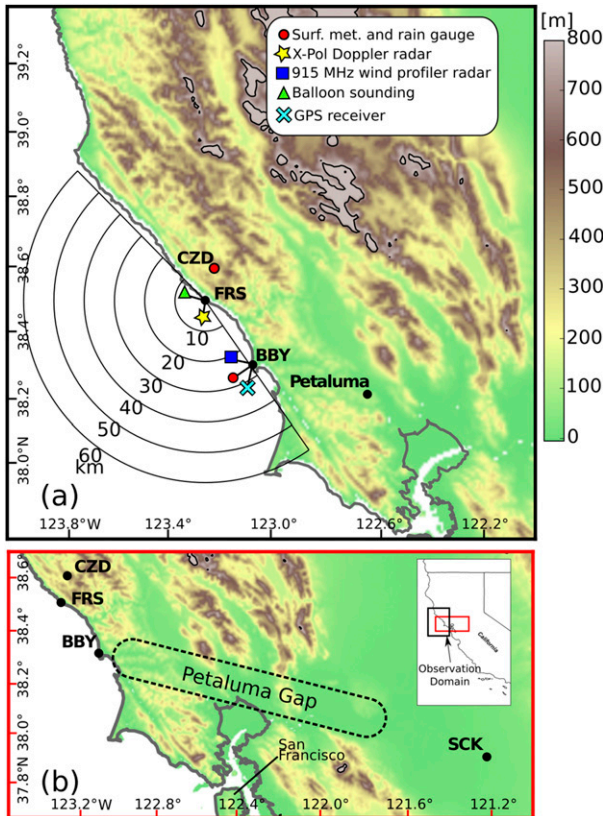 [m]
Surf. met. and rain gauge
X-Pol Doppler radar
915 MHz wind profiler radar
Balloon sounding
GPS receiver
800
700
600
500
400
300
200
100
0
39.2°
39.0°
38.8°
38.6°
38.4°
38.2°
38.0°N
CZD
FRS
BBY
Petaluma
10
20
30
40
50
60
km
(a)
123.8°W
123.4°
123.0°
122.6°
122.2°
38.6°
38.4°
38.2°
38.0°
37.8°N
CZD
FRS
BBY
Petaluma Gap
San
Francisco
SCK
California
Observation
Domain
(b)
123.2°W
122.8°
122.4°
122.0°
121.6°
121.2°